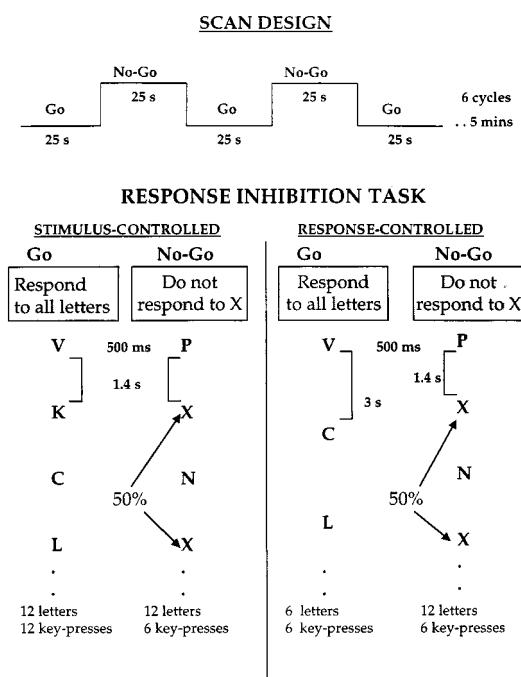 SCAN DESIGN
No-Go No-Go
25 s 25 s 6 cycles
Go Go Go
.. 5 mins
25 s 25 s 25 s
RESPONSE INHIBITION TASK
STIMULUS-CONTROLLED
Go No-Go
Respond
to all letters
Do not
respond to X
V 500 ms P
1.4 s
K X
C N
50%
L X
. .
. .
12 letters
12 key-presses
12 letters
6 key-presses
RESPONSE-CONTROLLED
Go No-Go
Respond
to all letters
Do not
respond to X
V 500 ms P
1.4 s
3 s X
C
N
50%
L
X
. .
. .
6 letters
6 key-presses
12 letters
6 key-presses